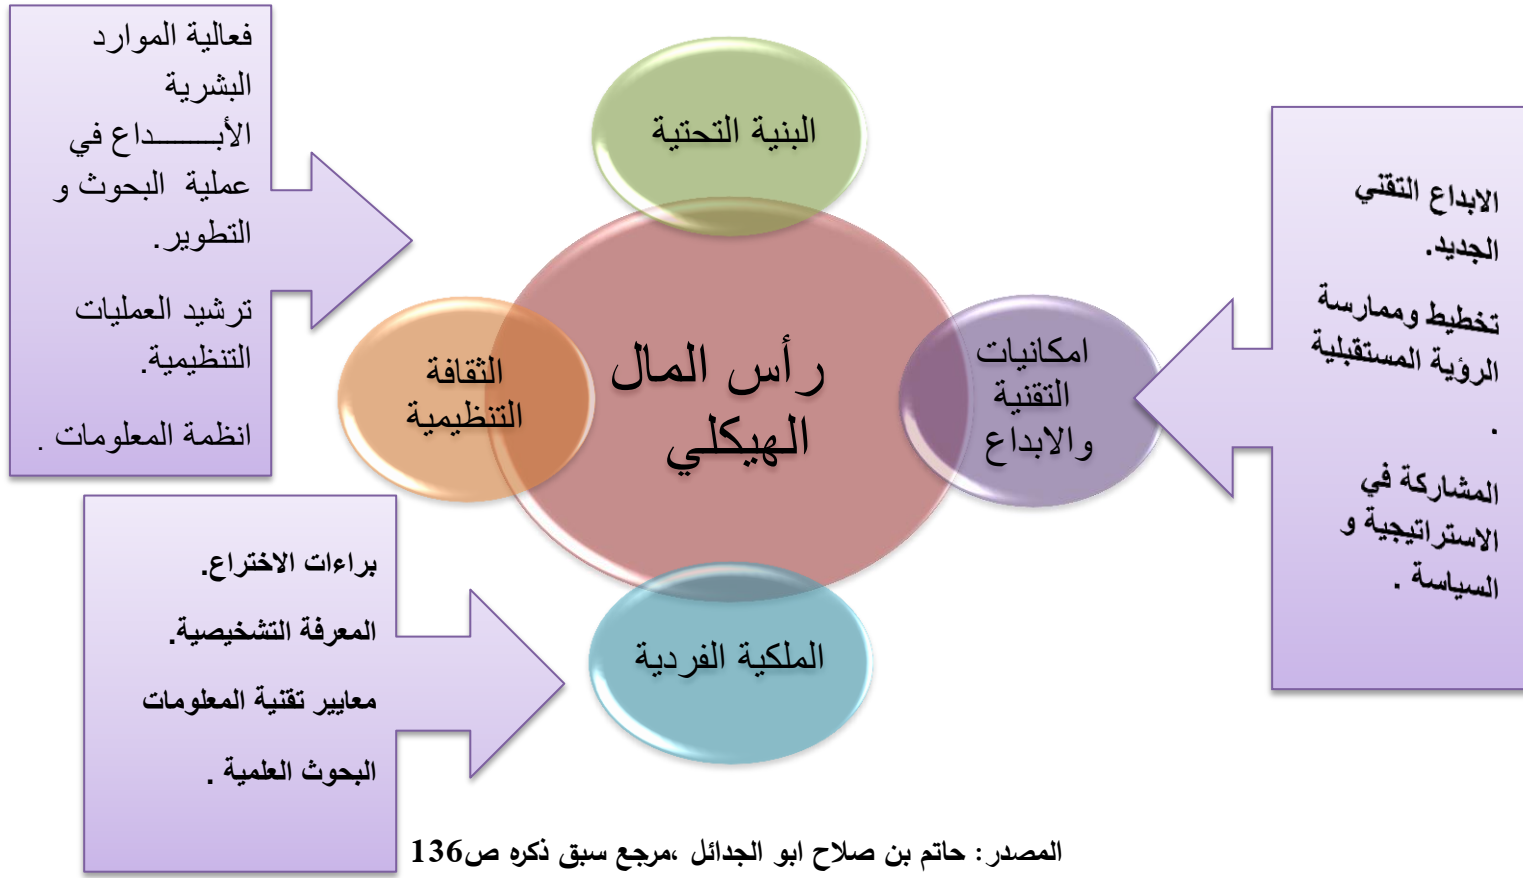 فعالية الموارد
البشرية
الأبــــــــداع في
عملية البحوث و
التطوير.
ترشيد العمليات
التنظيمية.
انظمة المعلومات .
البنية التحتية
الابداع التقني
الجديد.
تخطيط وممارسة
الرؤية المستقبلية
.
المشاركة في
الاستراتيجية و
السياسة .
رأس المال
الهيكلي
امكانيات
التقنية
والابداع
الثقافة
التنظيمية
براءات الاختراع.
المعرفة التشخيصية.
معايير تقنية المعلومات
البحوث العلمية .
الملكية الفردية
المصدر: حاتم بن صلاح ابو الجدائل ،مرجع سبق ذكره ص136